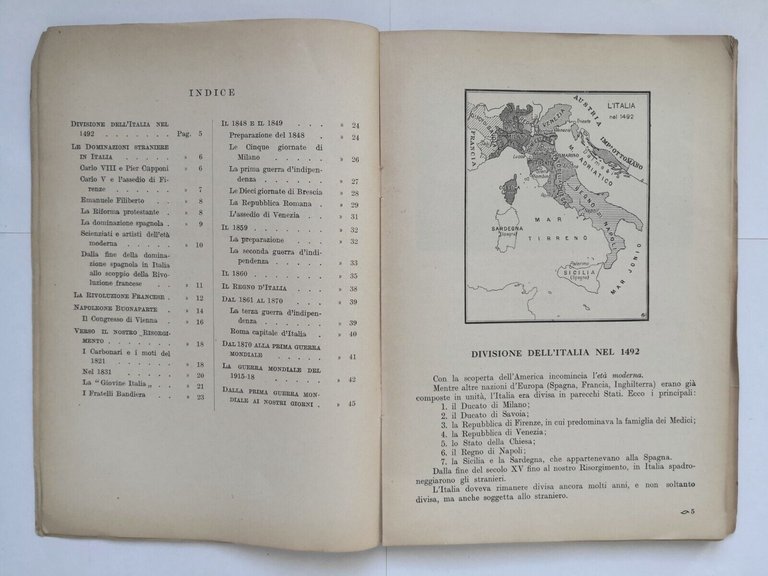 INDICE
DIVISIONE DELL'ITALIA NEL
1492 . . . . . . . Pag. 5
LE DOMINAZIONI STRANIERE
IN ITALIA . . . . . » 6
Carlo VIII e Pier Capponi » 6
Carlo V e l'assedio di Fi-
renze . . . . . . » 7
Emanuele Filiberto . . » 8
La Riforma protestante . » 8
La dominazione spagnola . » 9
Scienziati e artisti dell'età
moderna . . . . . » 10
Dalla fine della domina-
zione spagnola in Italia
allo scoppio della Rivo-
luzione francese . . . » 11
LA RIVOLUZIONE FRANCESE . » 12
NAPOLEONE BUONAPARTE . » 14
Il Congresso di Vienna . » 16
VERSO IL NOSTRO RISORGI-
MENTO . . . . . . » 18
I Carbonari e i moti del
1821 . . . . . . » 18
Nel 1831 . . . . . » 20
La "Giovine Italia„ . . » 21
I Fratelli Bandiera . . » 23
IL 1848 E IL 1849 . . . » 24
Preparazione del 1848 . » 24
Le Cinque giornate di
Milano . . . . . » 26
La prima guerra d'indipen-
denza . . . . . . » 27
Le Dieci giornate di Brescia » 28
La Repubblica Romana . » 29
L'assedio di Venezia . . » 31
IL 1859 . . . . . . » 32
La preparazione . . . » 32
La seconda guerra d'indi-
pendenza . . . . . » 33
IL 1860 . . . . . . » 35
IL REGNO D'ITALIA . . . » 38
DAL 1861 AL 1870 . . . » 39
La terza guerra d'indipen-
denza . . . . . . » 39
Roma capitale d'Italia . » 40
DAL 1870 ALLA PRIMA GUERRA
MONDIALE . . . . . » 41
LA GUERRA MONDIALE DEL
1915-18 . . . . . . » 42
DALLA PRIMA GUERRA MON-
DIALE AI NOSTRI GIORNI . » 45
L'ITALIA
nel 1492
AUSTRIA
VENEZIA
Trieste
FRANCIA
IMPº OTTOMANO
Dalmazia
S. MARINO
M. ADRIATICO
REGNO DI NAPOLI
SARDEGNA
(Spagna)
MAR
TIRRENO
Palermo
SICILIA
(Spagna)
MAR JONIO
DIVISIONE DELL'ITALIA NEL 1492
Con la scoperta dell'America incomincia l'età moderna.
Mentre altre nazioni d'Europa (Spagna, Francia, Inghilterra) erano già
composte in unità, l'Italia era divisa in parecchi Stati. Ecco i principali:
1. il Ducato di Milano;
2. il Ducato di Savoia;
3. la Repubblica di Firenze, in cui predominava la famiglia dei Medici;
4. la Repubblica di Venezia;
5. lo Stato della Chiesa;
6. il Regno di Napoli;
7. la Sicilia e la Sardegna, che appartenevano alla Spagna.
Dalla fine del secolo XV fino al nostro Risorgimento, in Italia spadro-
neggiarono gli stranieri.
L'Italia doveva rimanere divisa ancora molti anni, e non soltanto
divisa, ma anche soggetta allo straniero.
5